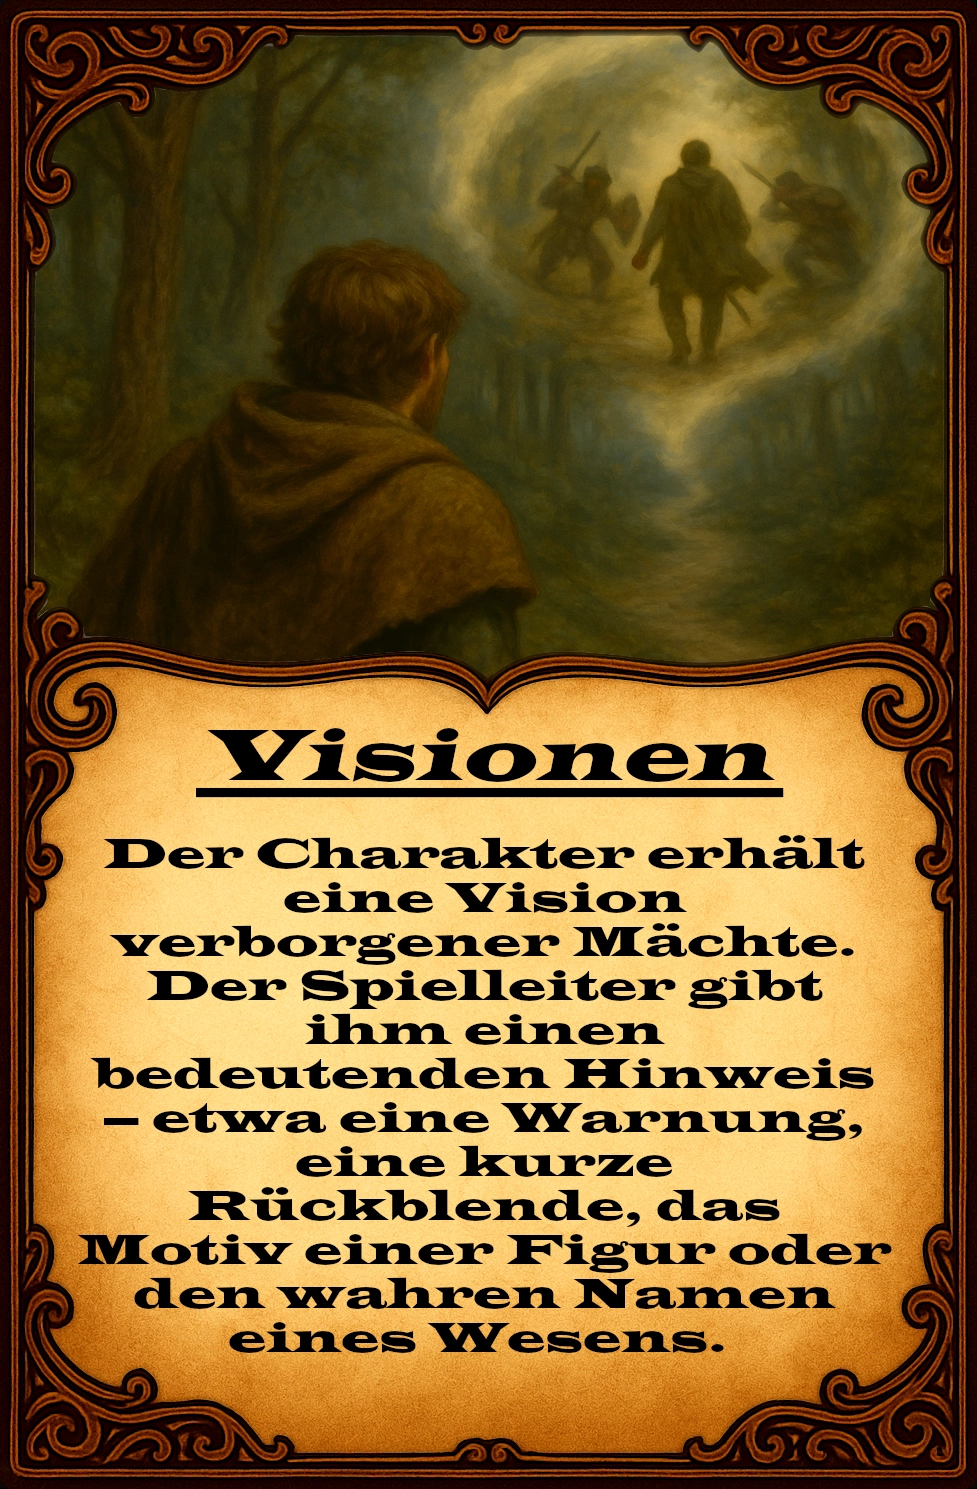 Visionen
Der Charakter erhält
eine Vision
verborgener Mächte.
Der Spielleiter gibt
ihm einen
bedeutenden Hinweis
– etwa eine Warnung,
eine kurze
Rückblende, das
Motiv einer Figur oder
den wahren Namen
eines Wesens.